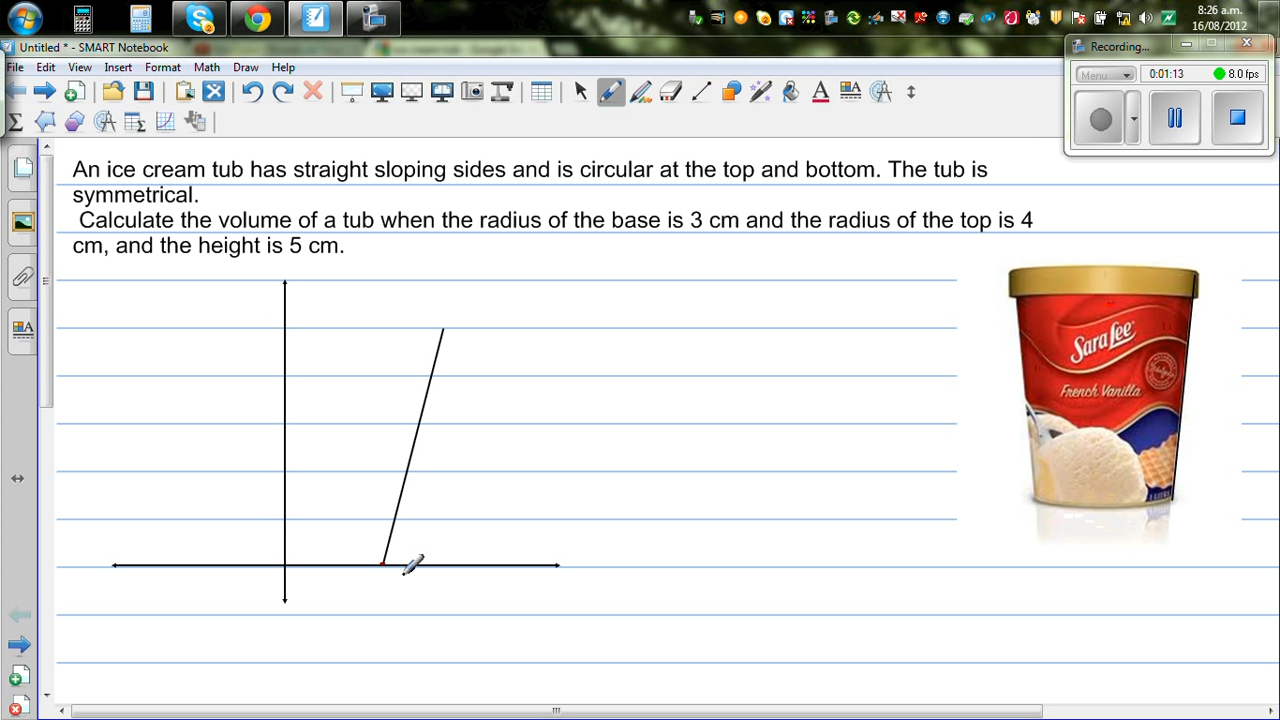 8:26 a.m.
16/08/2012
Untitled * - SMART Notebook
Recording...
File Edit View Insert Format Math Draw Help
Menu
0:01:13
8.0 fps
An ice cream tub has straight sloping sides and is circular at the top and bottom. The tub is
symmetrical.
Calculate the volume of a tub when the radius of the base is 3 cm and the radius of the top is 4
cm, and the height is 5 cm.
Sara Lee
French Vanilla